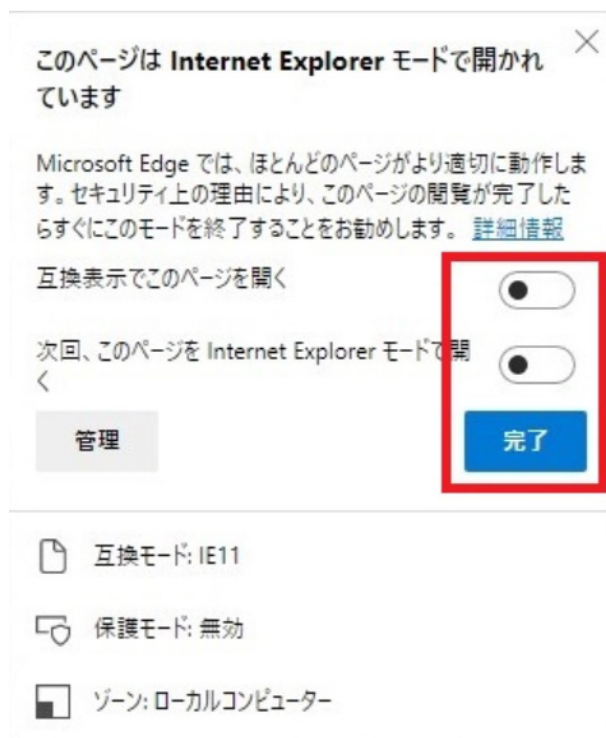 このページは Internet Explorer モードで開かれ
ています
Microsoft Edge では、ほとんどのページがより適切に動作しま
す。セキュリティ上の理由により、このページの閲覧が完了した
らすぐにこのモードを終了することをお勧めします。 詳細情報
互換表示でこのページを開く
次回、このページを Internet Explorer モードで開
く
管理
完了
互換モード: IE11
保護モード: 無効
ゾーン: ローカルコンピューター